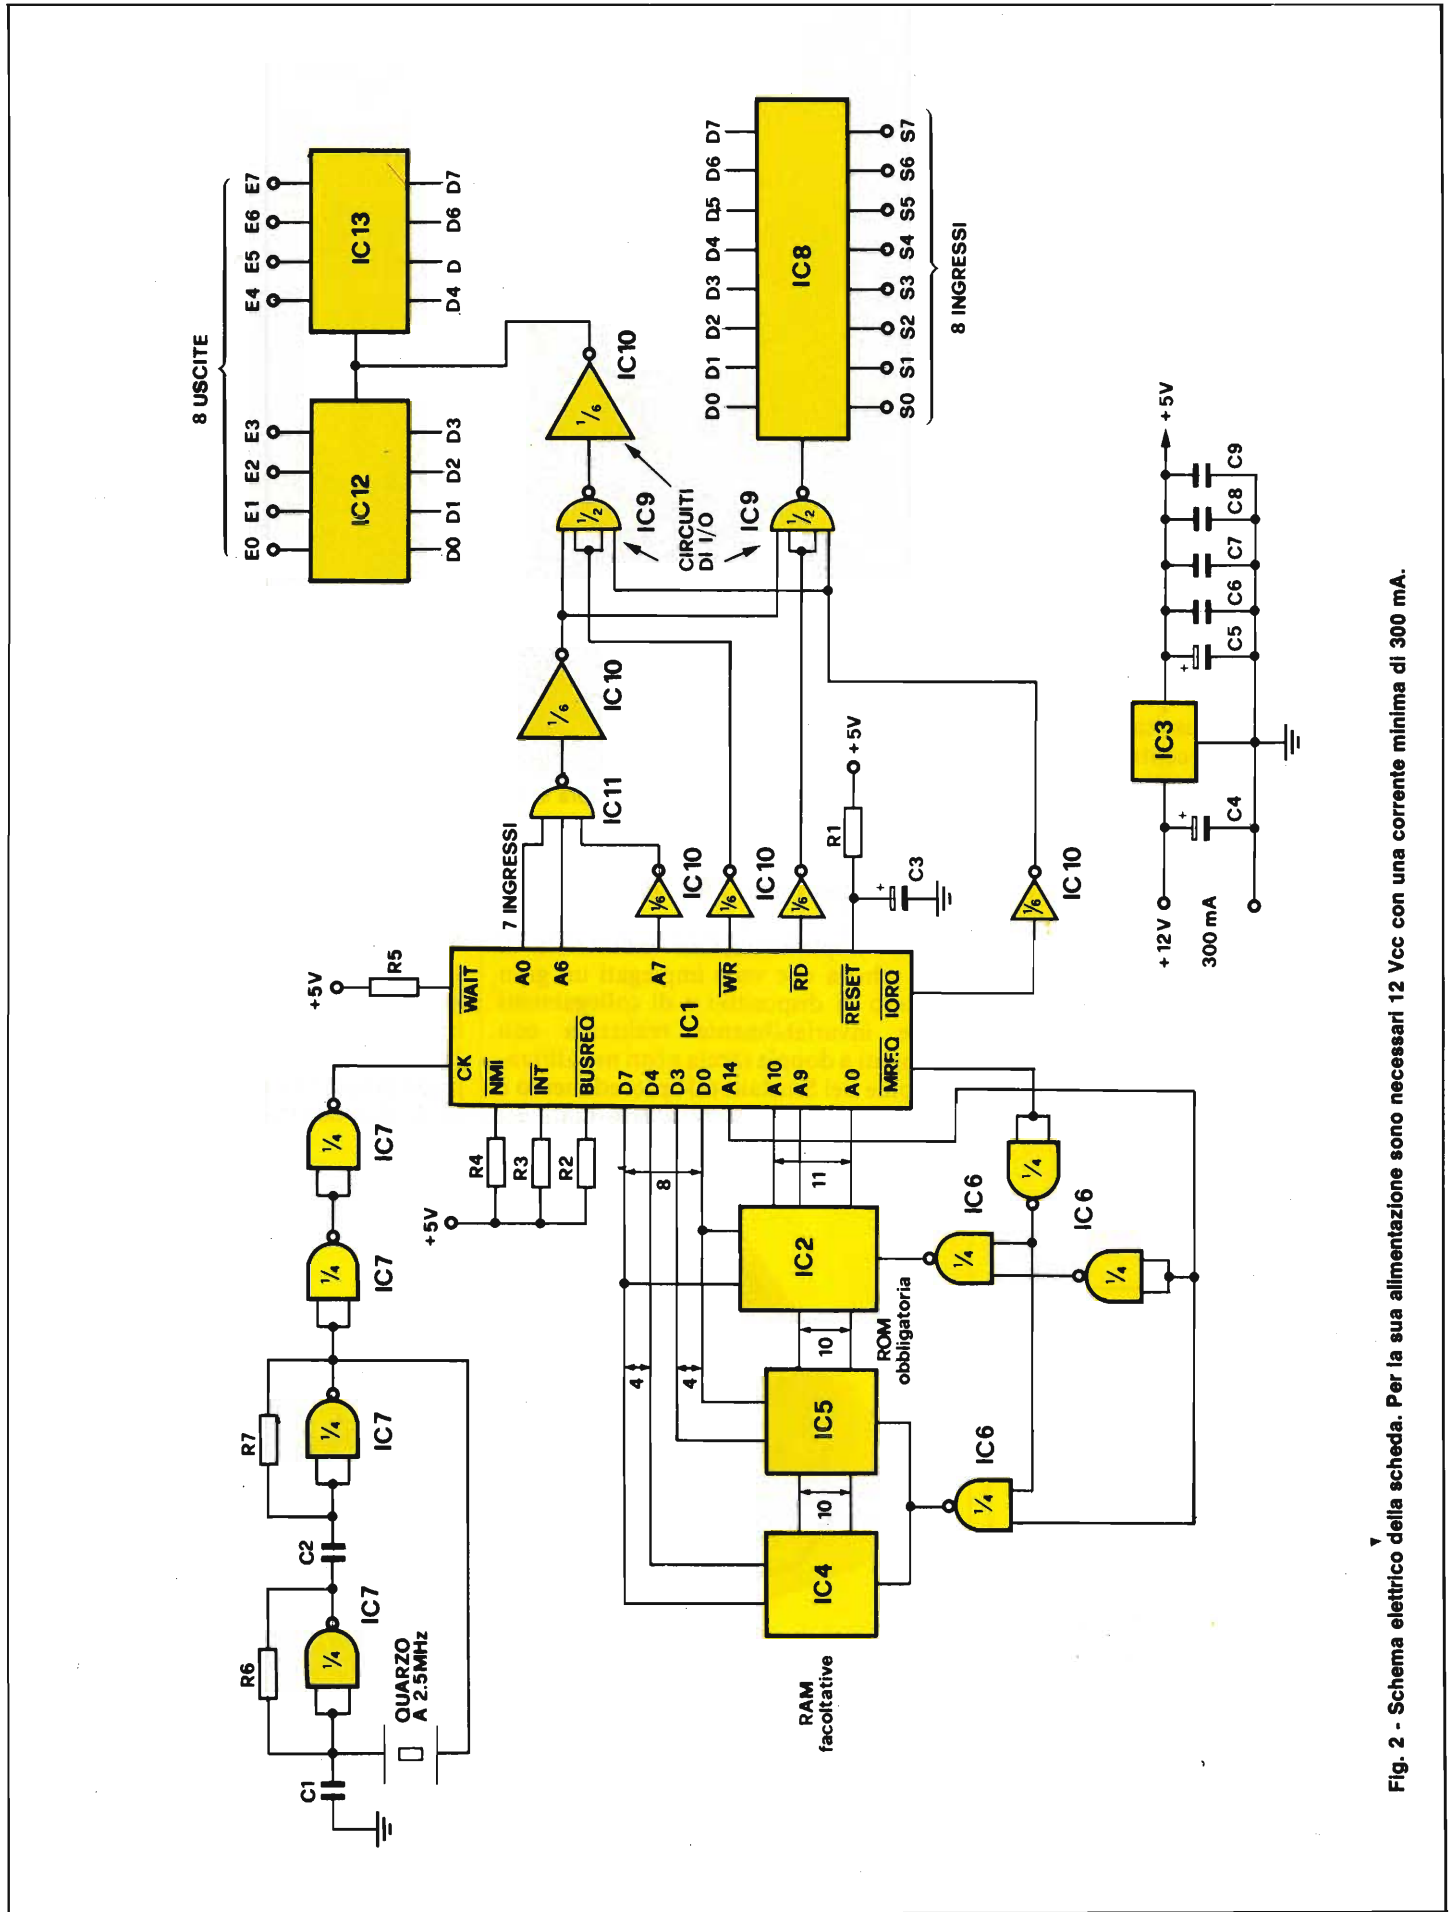 8 USCITE
E0 E1 E2 E3 E4 E5 E6 E7
IC12
IC13
D0 D1 D2 D3 D4 D D6 D7
1/6
IC10
1/2
IC9
CIRCUITI
DI I/O
1/2
IC9
D0 D1 D2 D3 D4 D5 D6 D7
IC8
S0 S1 S2 S3 S4 S5 S6 S7
8 INGRESSI
1/6
IC10
IC11
7 INGRESSI
1/6
IC10
1/6
IC10
1/6
1/6
IC10
R1
+5V
+
C3
+5V
R5
CK
WAIT
NMI
INT
BUSREQ
D7
D4
D3
D0
A14
A10
A9
A0
MREQ
IC1
A0
A6
A7
WR
RD
RESET
IORQ
+5V
R4
R3
R2
8
11
4
4
10
10
IC2
ROM
obbligatoria
IC5
IC4
RAM
facoltative
1/4
IC6
1/4
IC6
1/4
1/4
IC6
C1
R6
1/4
IC7
QUARZO
A 2.5MHz
C2
R7
1/4
IC7
1/4
IC7
1/4
IC7
+12V
300 mA
+
C4
IC3
+
C5 C6 C7 C8 C9
+5V
Fig. 2 - Schema elettrico della scheda. Per la sua alimentazione sono necessari 12 Vcc con una corrente minima di 300 mA.